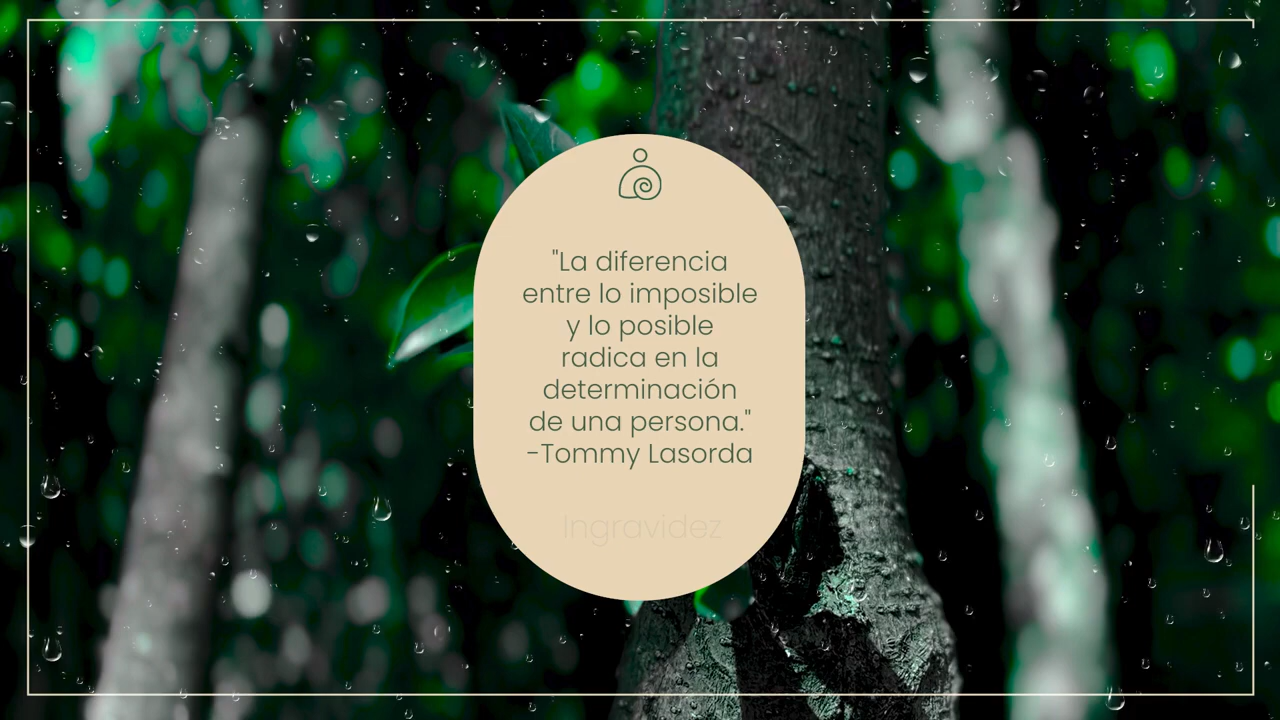 "La diferencia
entre lo imposible
y lo posible
radica en la
determinación
de una persona."
-Tommy Lasorda
Ingravidez